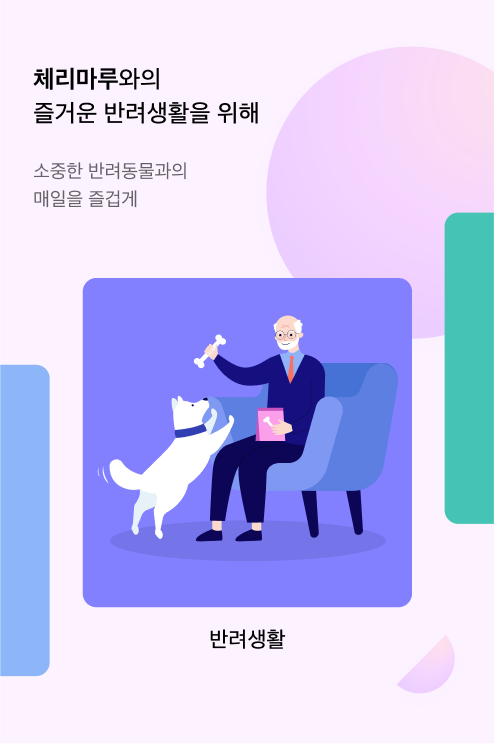 체리마루와의
즐거운 반려생활을 위해
소중한 반려동물과의
매일을 즐겁게
반려생활